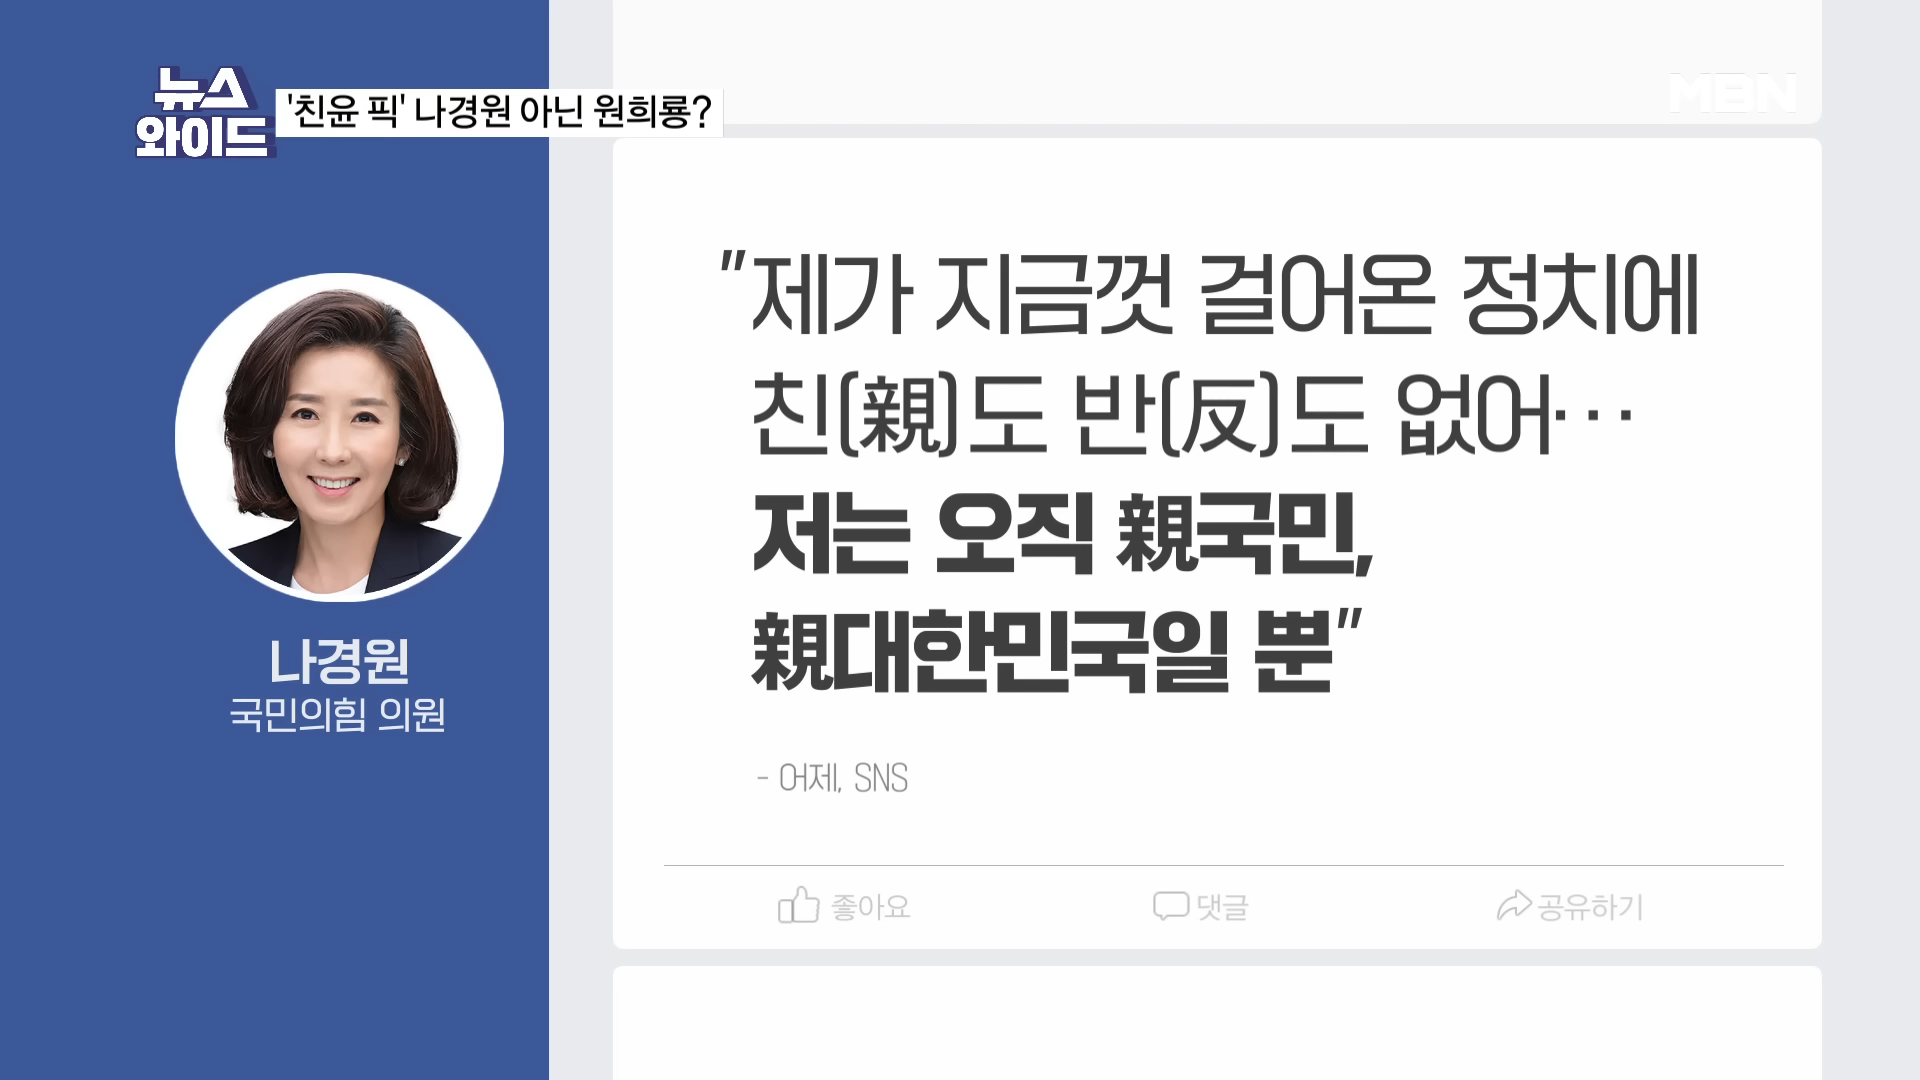 뉴스
와이드
'친윤 픽' 나경원 아닌 원희룡?
MBN
"제가 지금껏 걸어온 정치에
친(親)도 반(反)도 없어…
저는 오직 親국민,
親대한민국일 뿐"
- 어제, SNS
나경원
국민의힘 의원
좋아요 댓글 공유하기